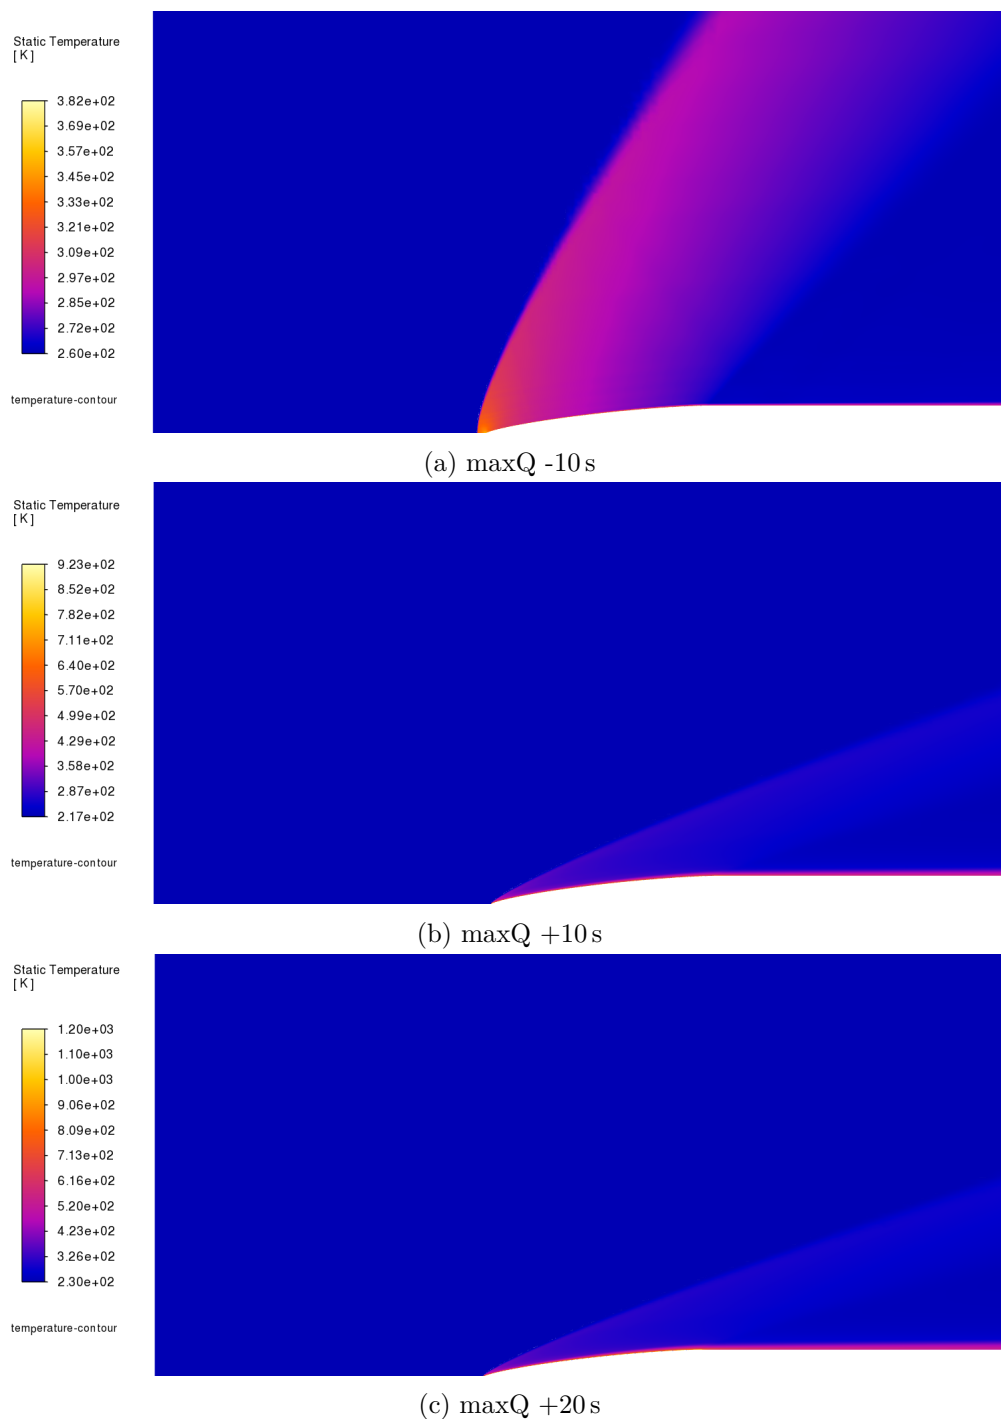 Static Temperature
[ K ]
3.82e+02
3.69e+02
3.57e+02
3.45e+02
3.33e+02
3.21e+02
3.09e+02
2.97e+02
2.85e+02
2.72e+02
2.60e+02
temperature-contour
(a) maxQ -10 s
Static Temperature
[ K ]
9.23e+02
8.52e+02
7.82e+02
7.11e+02
6.40e+02
5.70e+02
4.99e+02
4.29e+02
3.58e+02
2.87e+02
2.17e+02
temperature-contour
(b) maxQ +10 s
Static Temperature
[ K ]
1.20e+03
1.10e+03
1.00e+03
9.06e+02
8.09e+02
7.13e+02
6.16e+02
5.20e+02
4.23e+02
3.26e+02
2.30e+02
temperature-contour
(c) maxQ +20 s